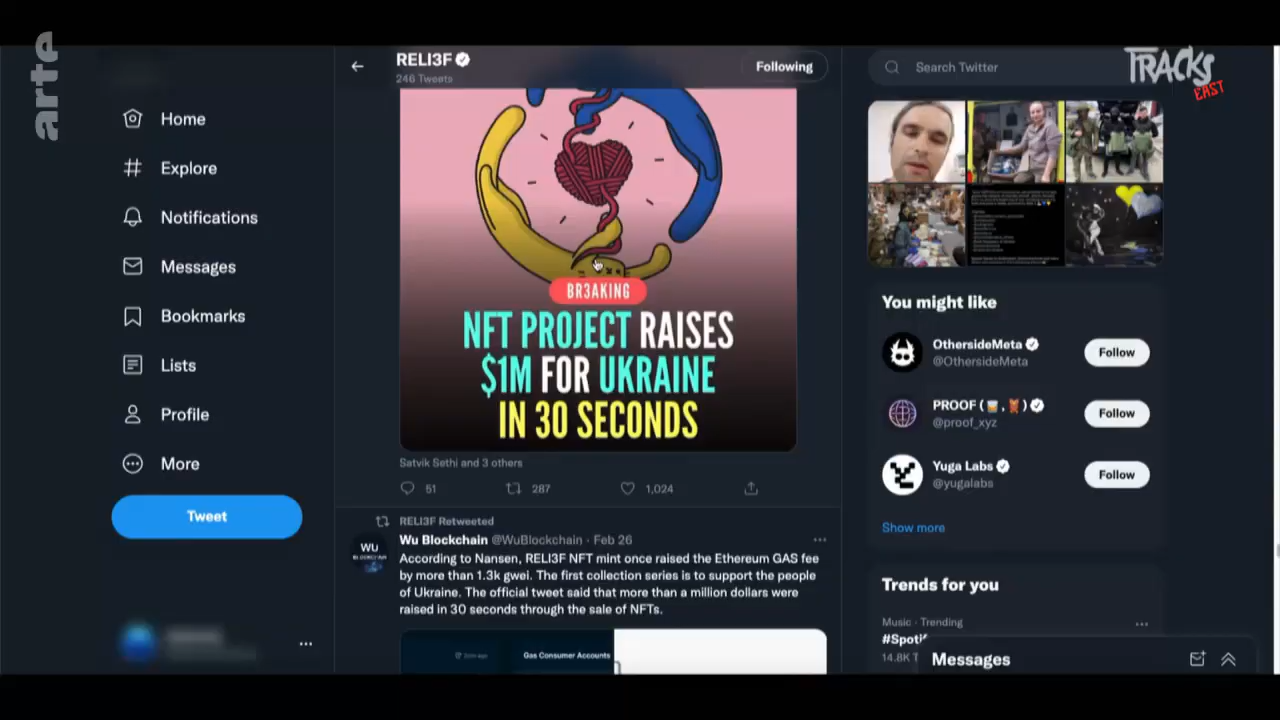 arte
TRACKS
EAST
RELI3F
246 Tweets
Following
Search Twitter
Home
Explore
Notifications
Messages
Bookmarks
Lists
Profile
More
Tweet
BR3AKING
NFT PROJECT RAISES
$1M FOR UKRAINE
IN 30 SECONDS
Satvik Sethi and 3 others
51
287
1,024
RELI3F Retweeted
WU
Wu Blockchain @WuBlockchain · Feb 26
According to Nansen, RELI3F NFT mint once raised the Ethereum GAS fee
by more than 1.3k gwei. The first collection series is to support the people
of Ukraine. The official tweet said that more than a million dollars were
raised in 30 seconds through the sale of NFTs.
Gas Consumer Accounts
You might like
OthersideMeta
@OthersideMeta
Follow
PROOF
@proof_xyz
Follow
Yuga Labs
@yugalabs
Follow
Show more
Trends for you
Music · Trending
#Spotif
14.8K T
Messages